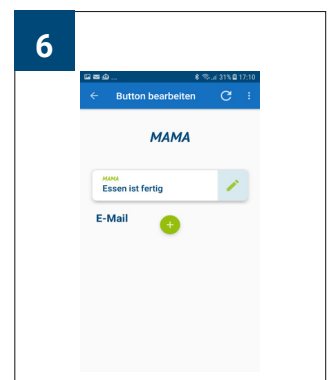 6
... 31% 17:10
Button bearbeiten
MAMA
MAMA
Essen ist fertig
E-Mail
+